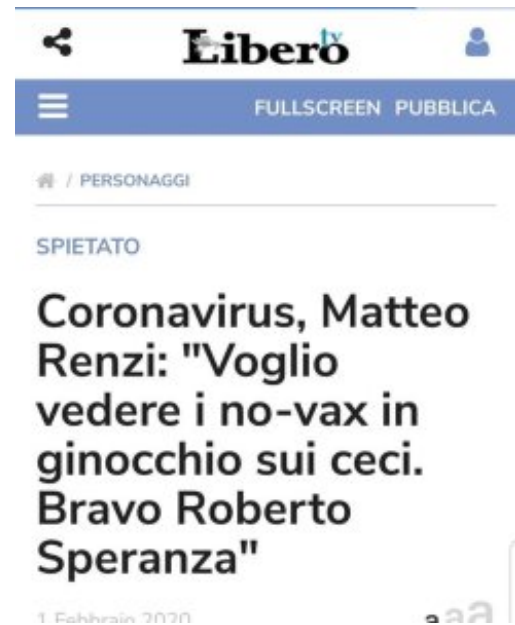 Libero tv
FULLSCREEN PUBBLICA
/ PERSONAGGI
SPIETATO
Coronavirus, Matteo
Renzi: "Voglio
vedere i no-vax in
ginocchio sui ceci.
Bravo Roberto
Speranza"
1 Febbraio 2020 a a a